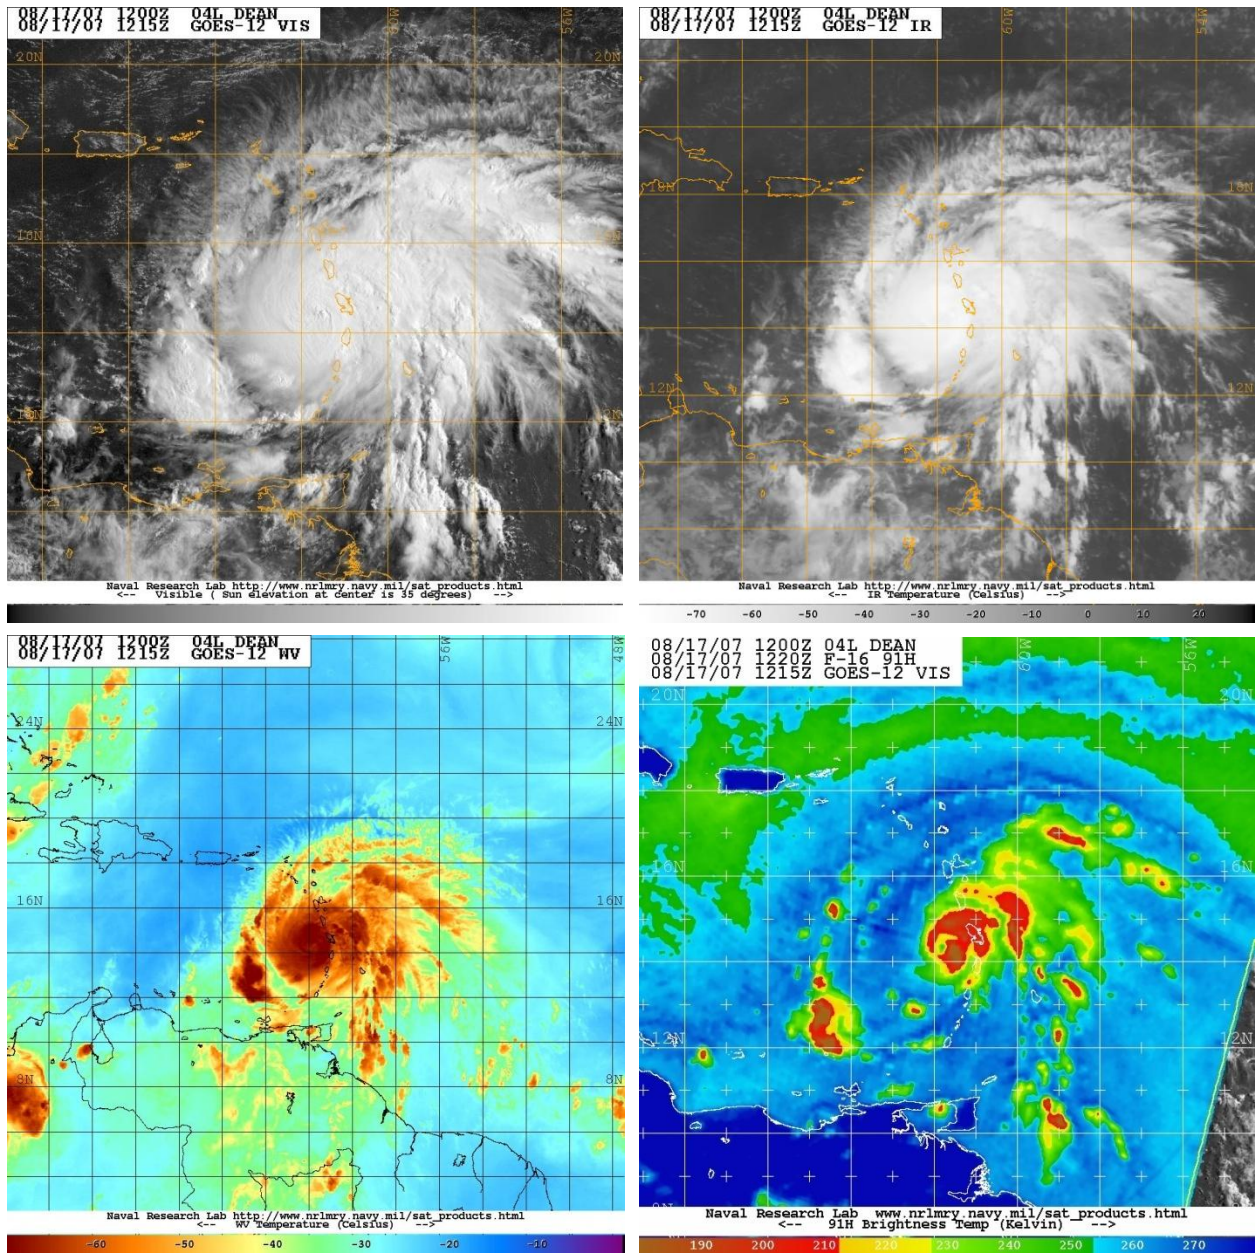 08/17/07 1200Z 04L DEAN
08/17/07 1215Z GOES-12 VIS
20N
20N
16N
12N
Naval Research Lab http://www.nrlmry.navy.mil/sat_products.html
<-- Visible ( Sun elevation at center is 35 degrees) -->
08/17/07 1200Z 04L DEAN
08/17/07 1215Z GOES-12 IR
60W
18N
18N
12N
12N
Naval Research Lab http://www.nrlmry.navy.mil/sat_products.html
<-- IR Temperature (Celsius) -->
-70 -60 -50 -40 -30 -20 -10 0 10 20
08/17/07 1200Z 04L DEAN
08/17/07 1215Z GOES-12 WV
56W
48W
24N
24N
16N
16N
8N
8N
Naval Research Lab http://www.nrlmry.navy.mil/sat_products.html
<-- WV Temperature (Celsius) -->
-60 -50 -40 -30 -20 -10
08/17/07 1200Z 04L DEAN
08/17/07 1220Z F-16 91H
08/17/07 1215Z GOES-12 VIS
60W
56W
20N
20N
16N
16N
12N
12N
Naval Research Lab www.nrlmry.navy.mil/sat_products.html
<-- 91H Brightness Temp (Kelvin) -->
190 200 210 220 230 240 250 260 270